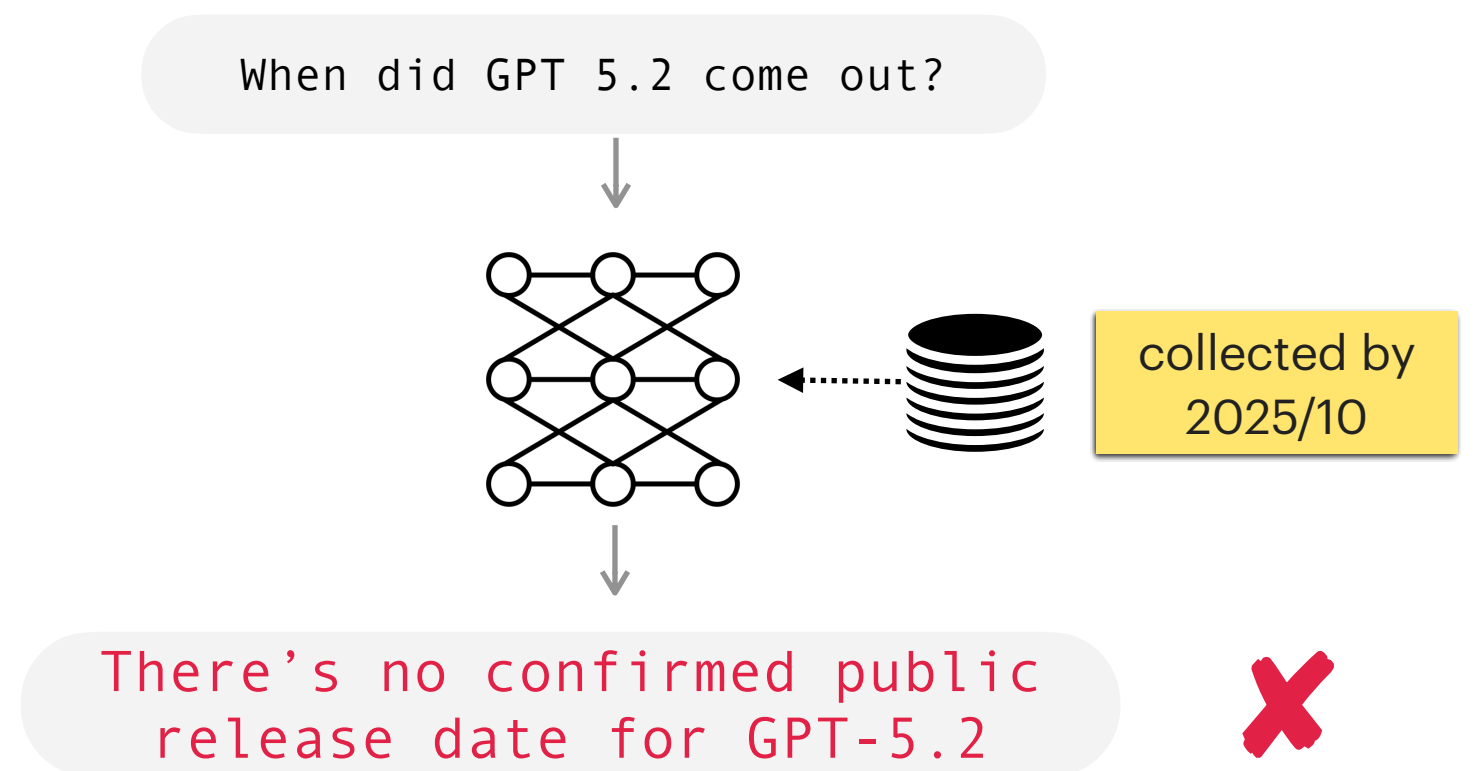 When did GPT 5.2 come out?
collected by
2025/10
There’s no confirmed public
release date for GPT-5.2